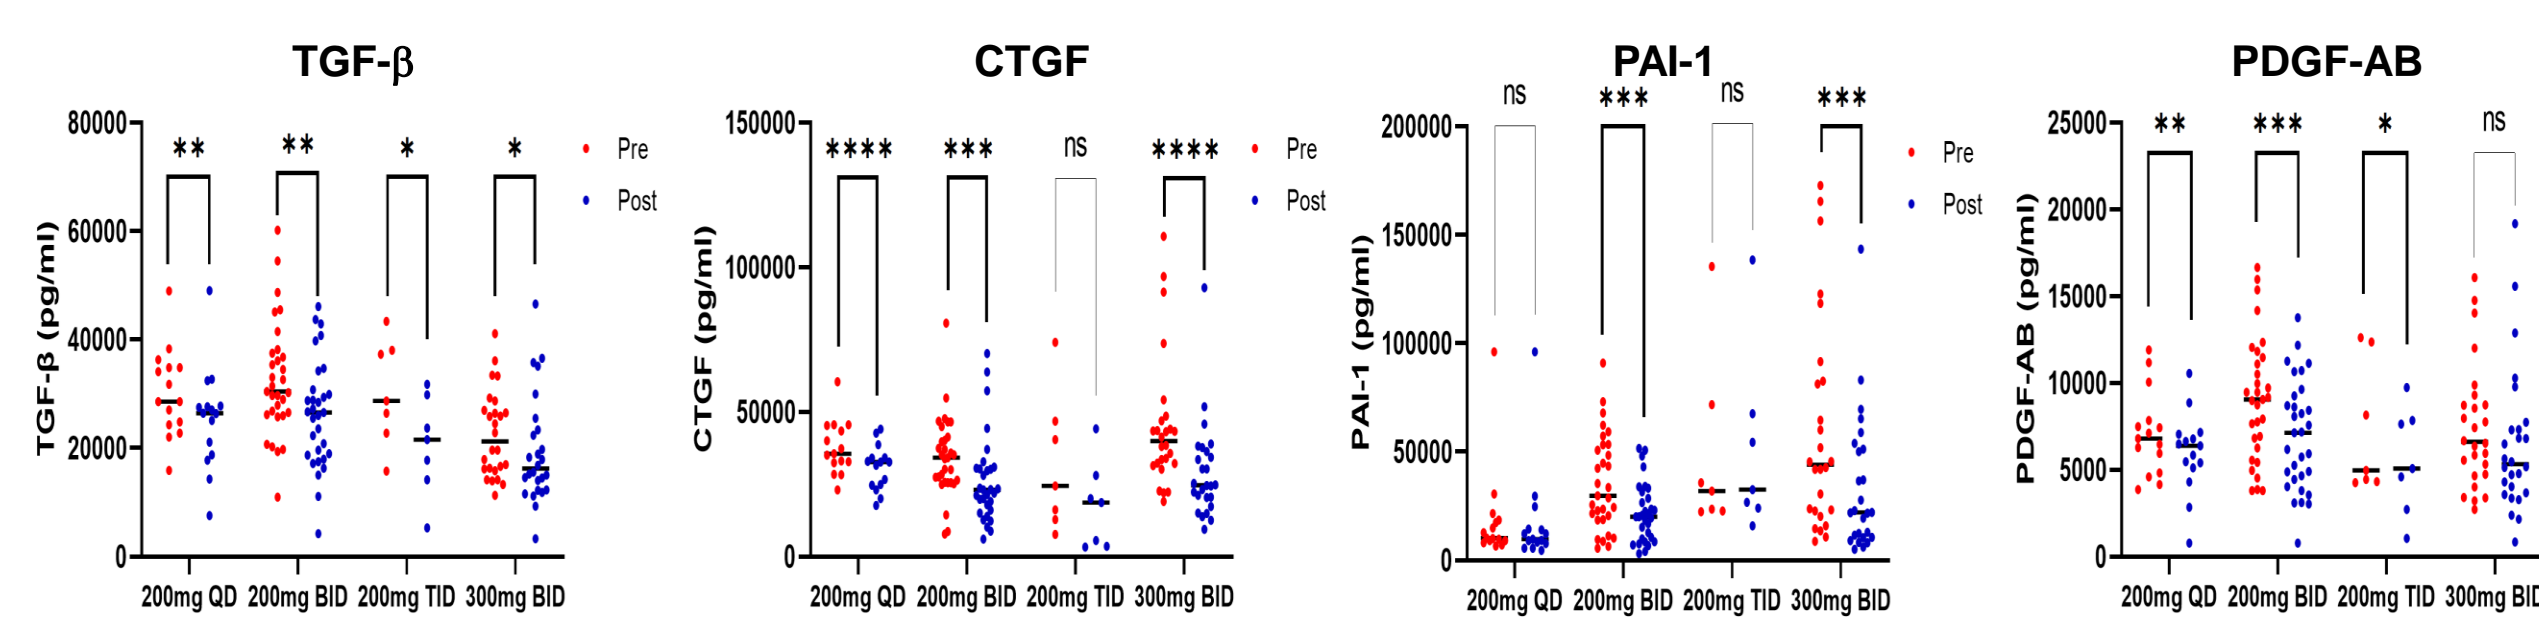 TGF-β
TGF-β (pg/ml)
80000
60000
40000
20000
0
**
**
*
*
Pre
Post
200mg QD
200mg BID
200mg TID
300mg BID
CTGF
CTGF (pg/ml)
150000
100000
50000
0
****
***
ns
****
Pre
Post
200mg QD
200mg BID
200mg TID
300mg BID
PAI-1
PAI-1 (pg/ml)
200000
150000
100000
50000
0
ns
***
ns
***
Pre
Post
200mg QD
200mg BID
200mg TID
300mg BID
PDGF-AB
PDGF-AB (pg/ml)
25000
20000
15000
10000
5000
0
**
***
*
ns
200mg QD
200mg BID
200mg TID
300mg BID